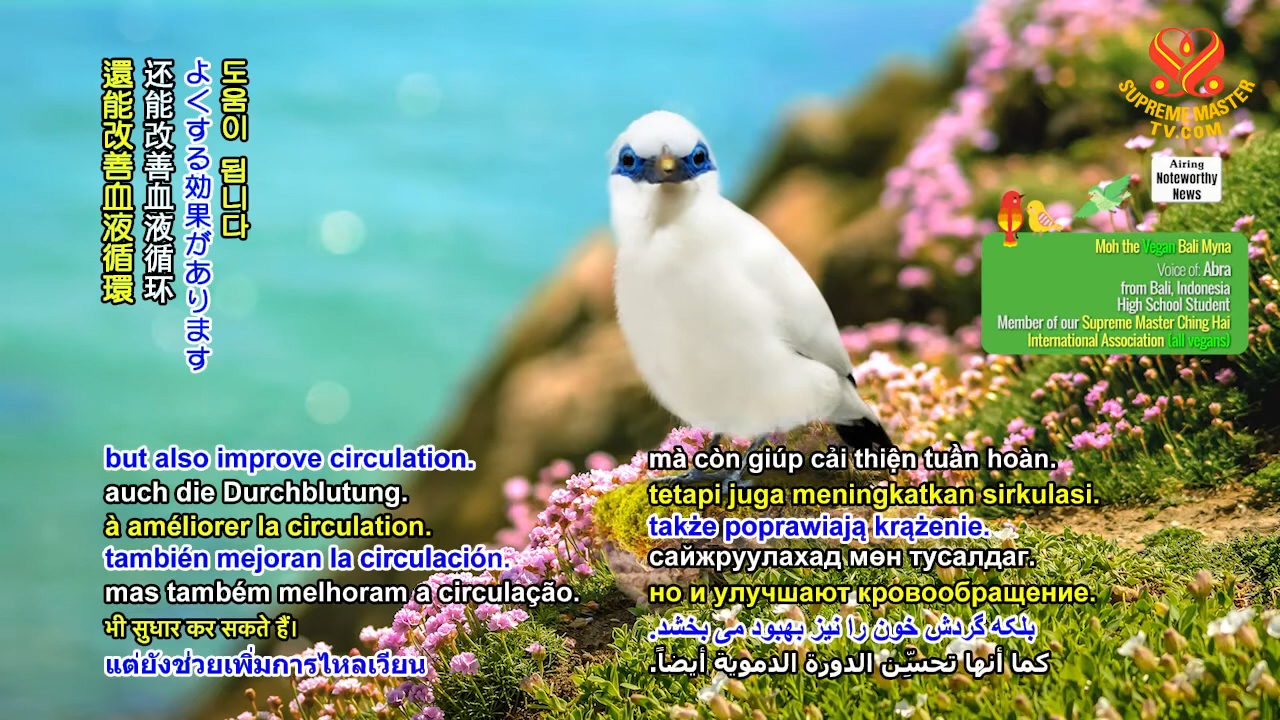 還能改善血液循環
还能改善血液循环
よくする効果があります
도움이 됩니다
SUPREME MASTER
TV.COM
Airing
Noteworthy
News
Moh the Vegan Bali Myna
Voice of: Abra
from Bali, Indonesia
High School Student
Member of our Supreme Master Ching Hai
International Association (all vegans)
but also improve circulation.
auch die Durchblutung.
à améliorer la circulation.
también mejoran la circulación.
mas também melhoram a circulação.
भी सुधार कर सकते हैं।
แต่ยังช่วยเพิ่มการไหลเวียน
mà còn giúp cải thiện tuần hoàn.
tetapi juga meningkatkan sirkulasi.
także poprawiają krążenie.
сайжруулахад мөн тусалдаг.
но и улучшают кровообращение.
بلکه گردش خون را نیز بهبود می بخشد.
كما أنها تحسّن الدورة الدموية أيضاً.